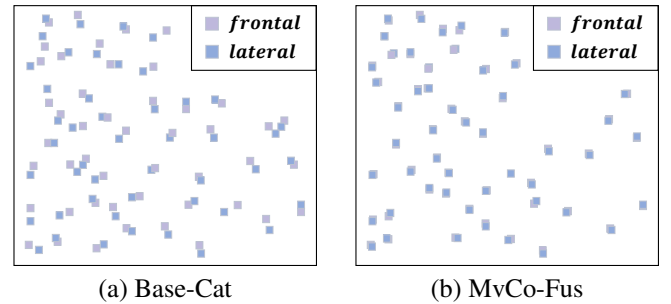 frontal
lateral
(a) Base-Cat
frontal
lateral
(b) MvCo-Fus